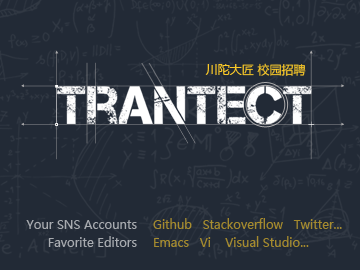 川陀大匠 校园招聘
TRANTECT
Your SNS Accounts Github Stackoverflow Twitter...
Favorite Editors Emacs Vi Visual Studio...